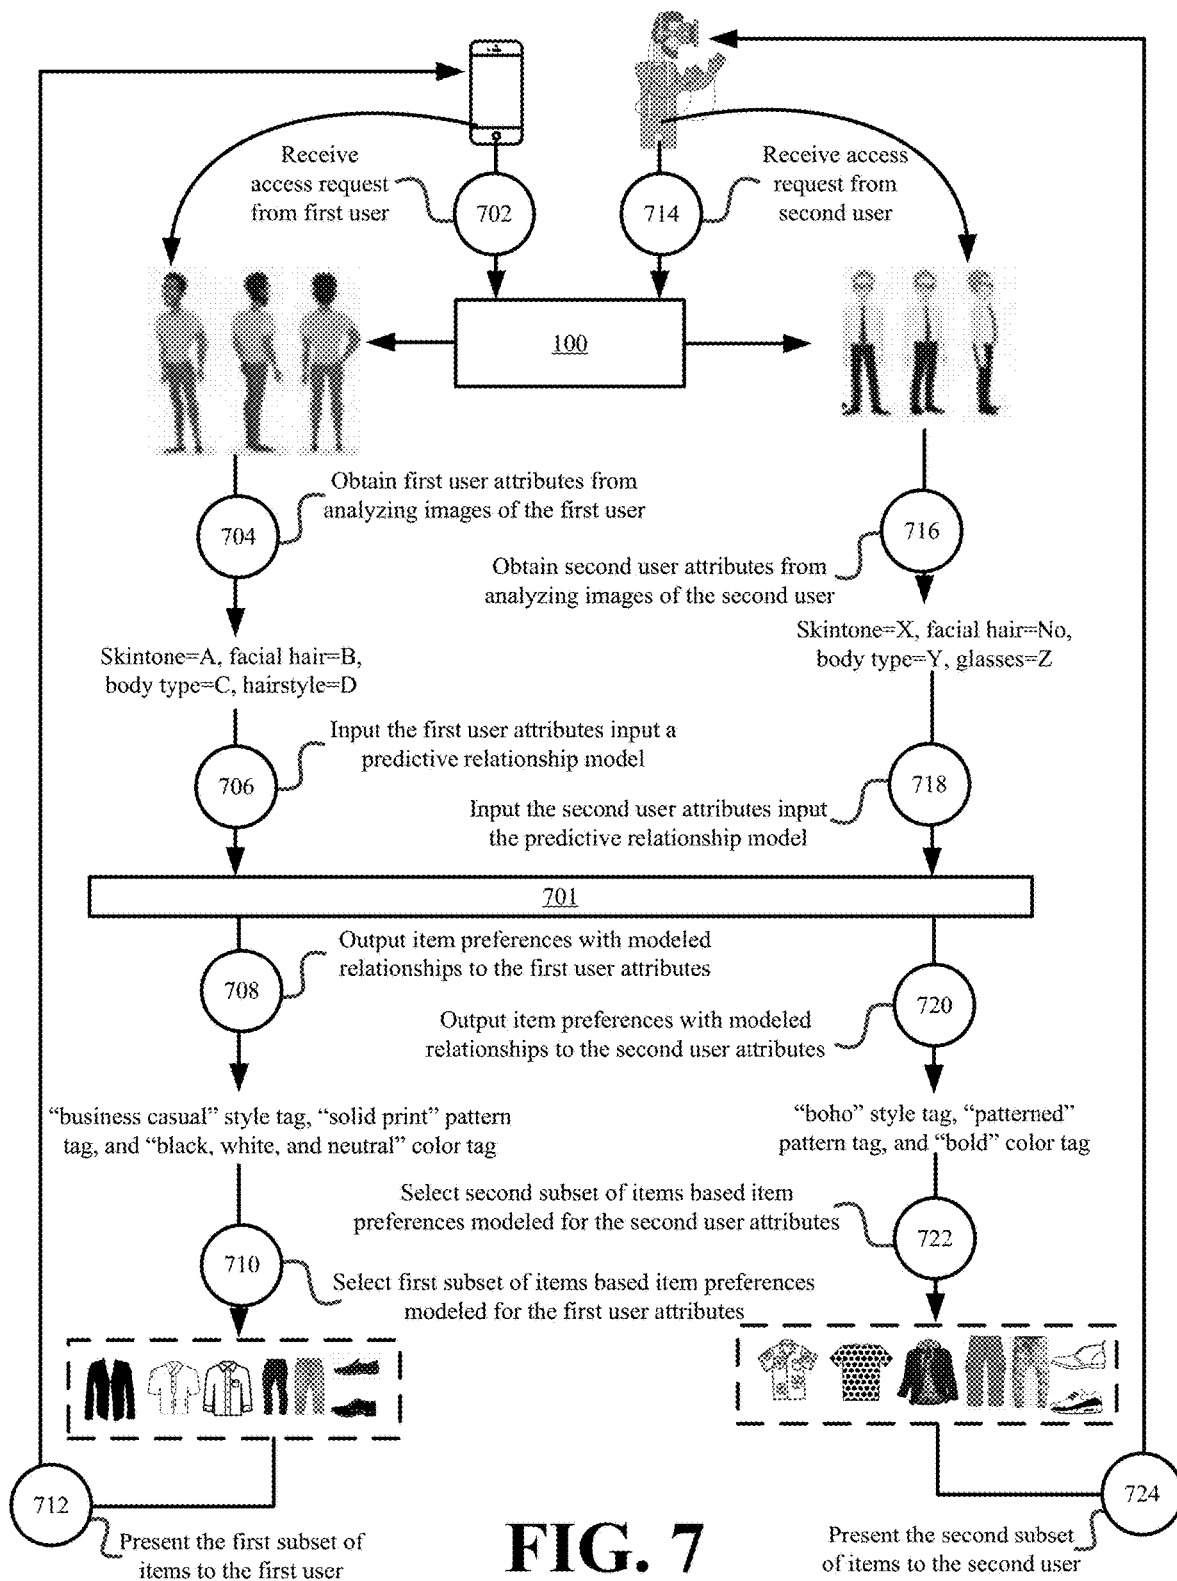 Receive
access request
from first user
702
714
Receive access
request from
second user
100
Obtain first user attributes from
analyzing images of the first user
704
716
Obtain second user attributes from
analyzing images of the second user
Skintone=A, facial hair=B,
body type=C, hairstyle=D
Skintone=X, facial hair=No,
body type=Y, glasses=Z
Input the first user attributes input a
predictive relationship model
706
718
Input the second user attributes input
the predictive relationship model
701
Output item preferences with modeled
relationships to the first user attributes
708
720
Output item preferences with modeled
relationships to the second user attributes
“business casual” style tag, “solid print” pattern
tag, and “black, white, and neutral” color tag
“boho” style tag, “patterned”
pattern tag, and “bold” color tag
Select second subset of items based item
preferences modeled for the second user attributes
722
710
Select first subset of items based item preferences
modeled for the first user attributes
712
724
Present the first subset of
items to the first user
FIG. 7
Present the second subset
of items to the second user